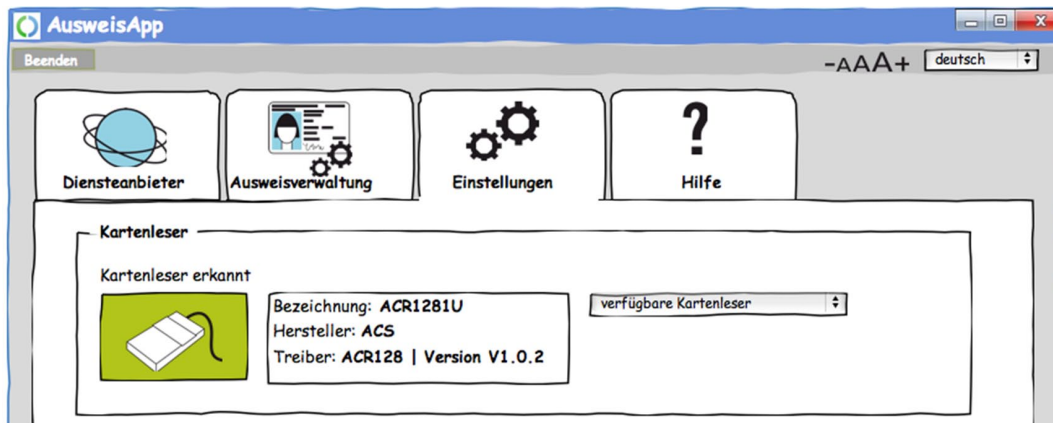 AusweisApp
Beenden
-AAAA+ deutsch
Diensteanbieter Ausweisverwaltung Einstellungen Hilfe
Kartenleser
Kartenleser erkannt
Bezeichnung: ACR1281U verfügbare Kartenleser
Hersteller: ACS
Treiber: ACR128 | Version V1.0.2